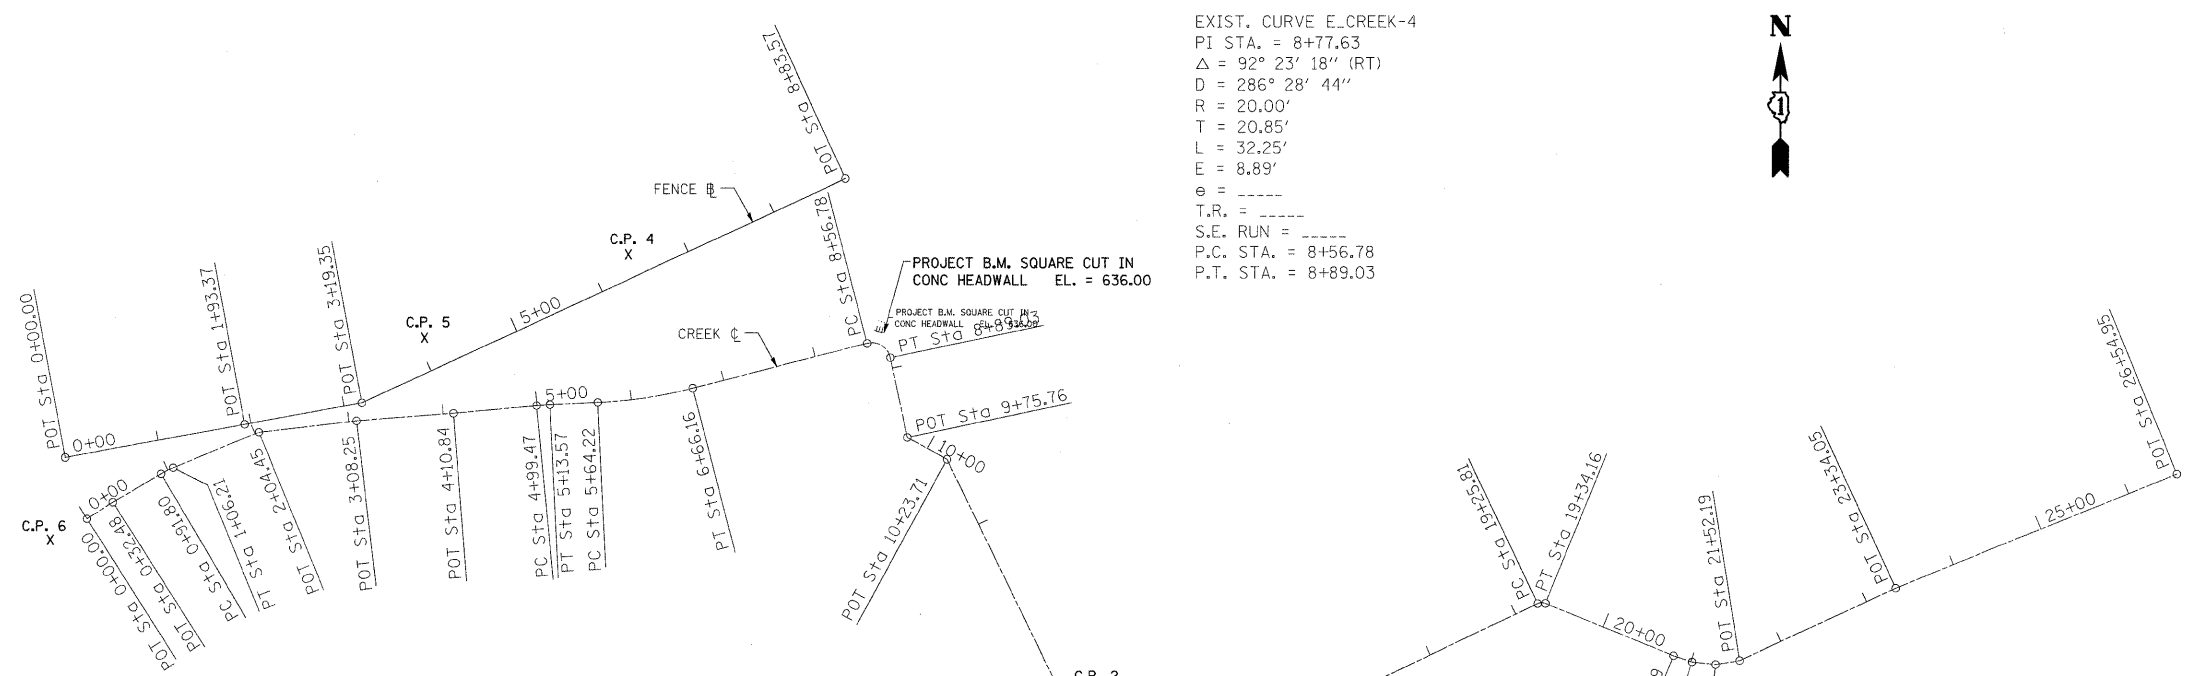 EXIST. CURVE E_CREEK-4
PI STA. = 8+77.63
Δ = 92° 23' 18" (RT)
D = 286° 28' 44"
R = 20.00'
T = 20.85'
L = 32.25'
E = 8.89'
e = _____
T.R. = _____
S.E. RUN = _____
P.C. STA. = 8+56.78
P.T. STA. = 8+89.03
N
1
POT Sta 8+83.57
FENCE ℄
C.P. 4
X
PC Sta 8+56.78
PROJECT B.M. SQUARE CUT IN
CONC HEADWALL EL. = 636.00
PROJECT B.M. SQUARE CUT IN
CONC HEADWALL EL. = 636.00
PT Sta 8+89.03
CREEK ℄
C.P. 5
X
5+00
POT Sta 3+19.35
POT Sta 1+93.37
POT Sta 0+00.00
0+00
5+00
POT Sta 9+75.76
10+00
POT Sta 10+23.71
0+00
C.P. 6
X
POT Sta 0+00.00
POT Sta 0+32.48
PC Sta 0+91.80
PT Sta 1+06.21
POT Sta 2+04.45
POT Sta 3+08.25
POT Sta 4+10.84
PC Sta 4+99.47
PT Sta 5+13.57
PC Sta 5+64.22
PT Sta 6+66.16
PC Sta 19+25.81
PT Sta 19+34.16
20+00
POT Sta 21+52.19
POT Sta 23+34.05
25+00
POT Sta 26+54.95